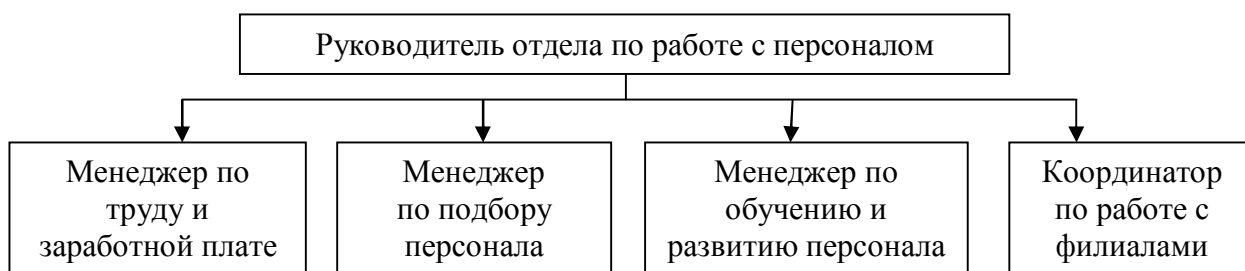 Руководитель отдела по работе с персоналом
Менеджер по
труду и
заработной плате
Менеджер
по подбору
персонала
Менеджер по
обучению и
развитию персонала
Координатор
по работе с
филиалами